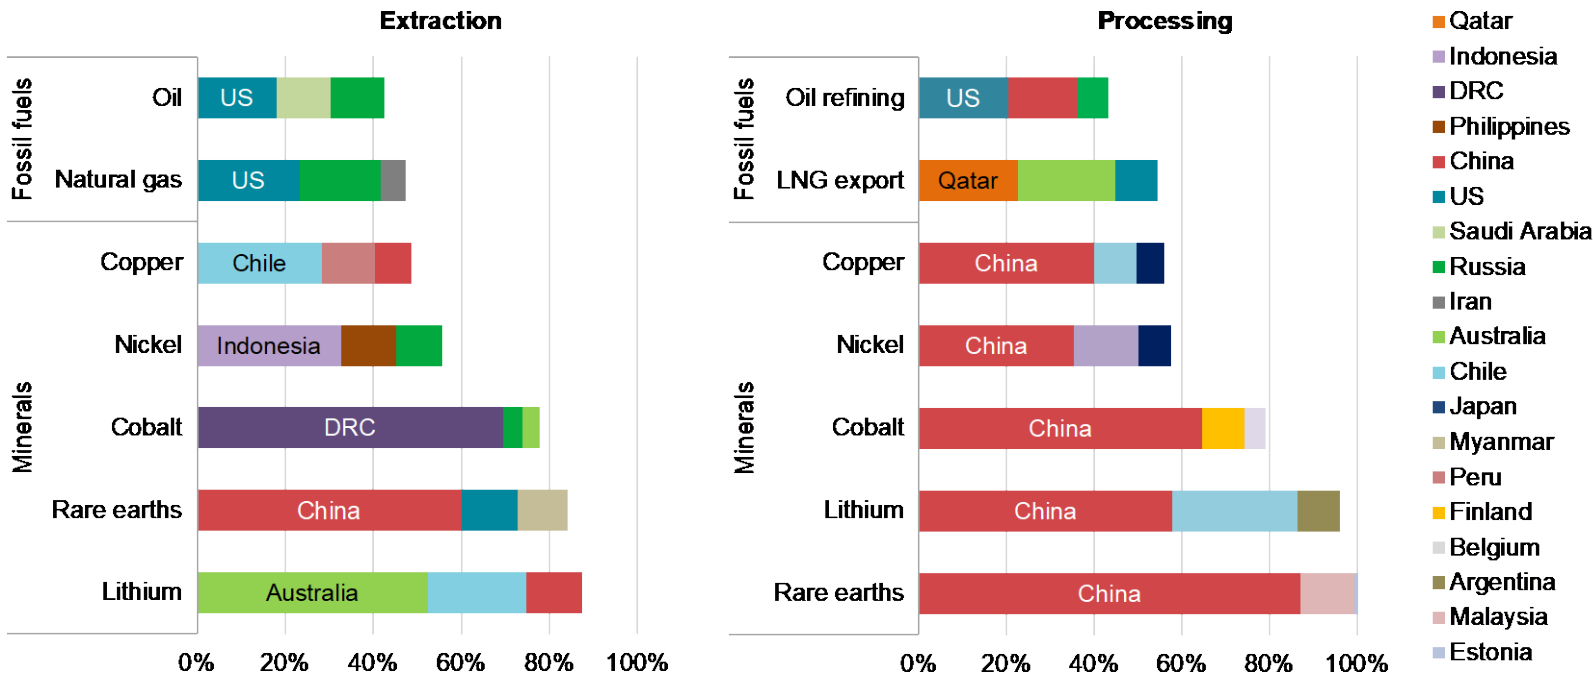 Extraction
Fossil fuels
Oil
US
Natural gas
US
Minerals
Copper
Chile
Nickel
Indonesia
Cobalt
DRC
Rare earths
China
Lithium
Australia
0% 20% 40% 60% 80% 100%
Processing
Fossil fuels
Oil refining
US
LNG export
Qatar
Minerals
Copper
China
Nickel
China
Cobalt
China
Lithium
China
Rare earths
China
0% 20% 40% 60% 80% 100%
Qatar
Indonesia
DRC
Philippines
China
US
Saudi Arabia
Russia
Iran
Australia
Chile
Japan
Myanmar
Peru
Finland
Belgium
Argentina
Malaysia
Estonia